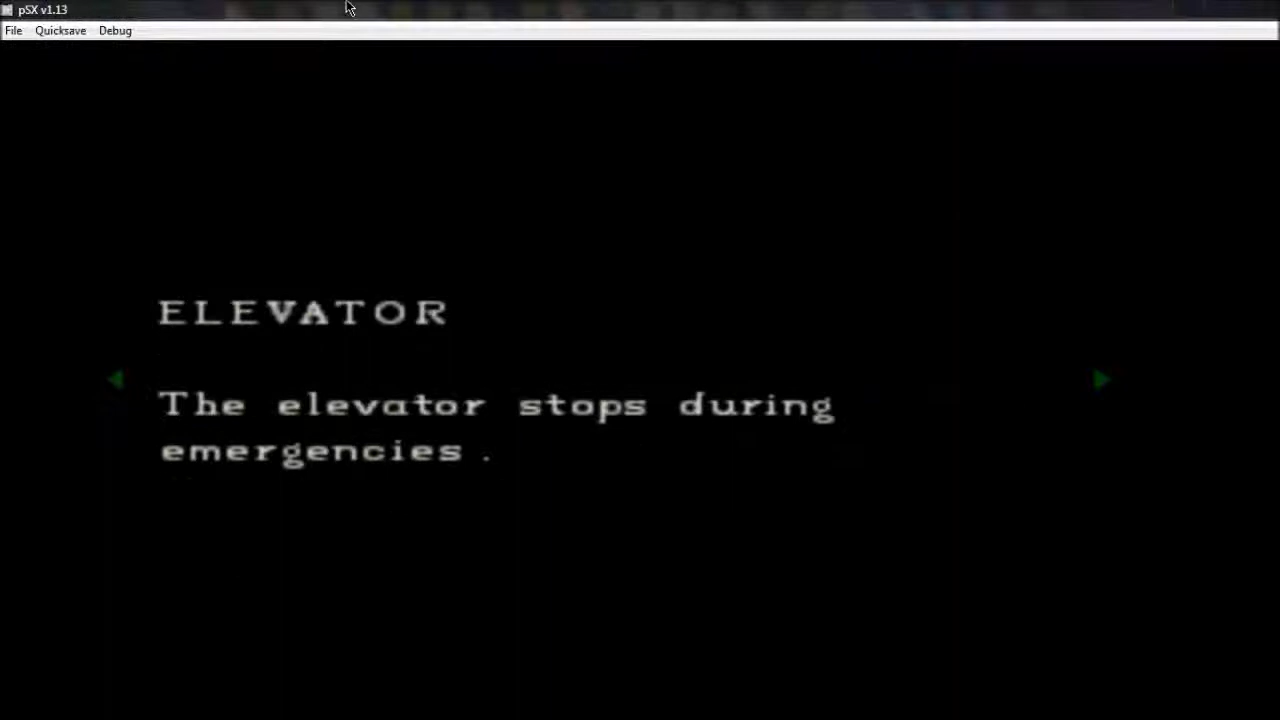 pSX v1.13
File Quicksave Debug
ELEVATOR
The elevator stops during
emergencies .